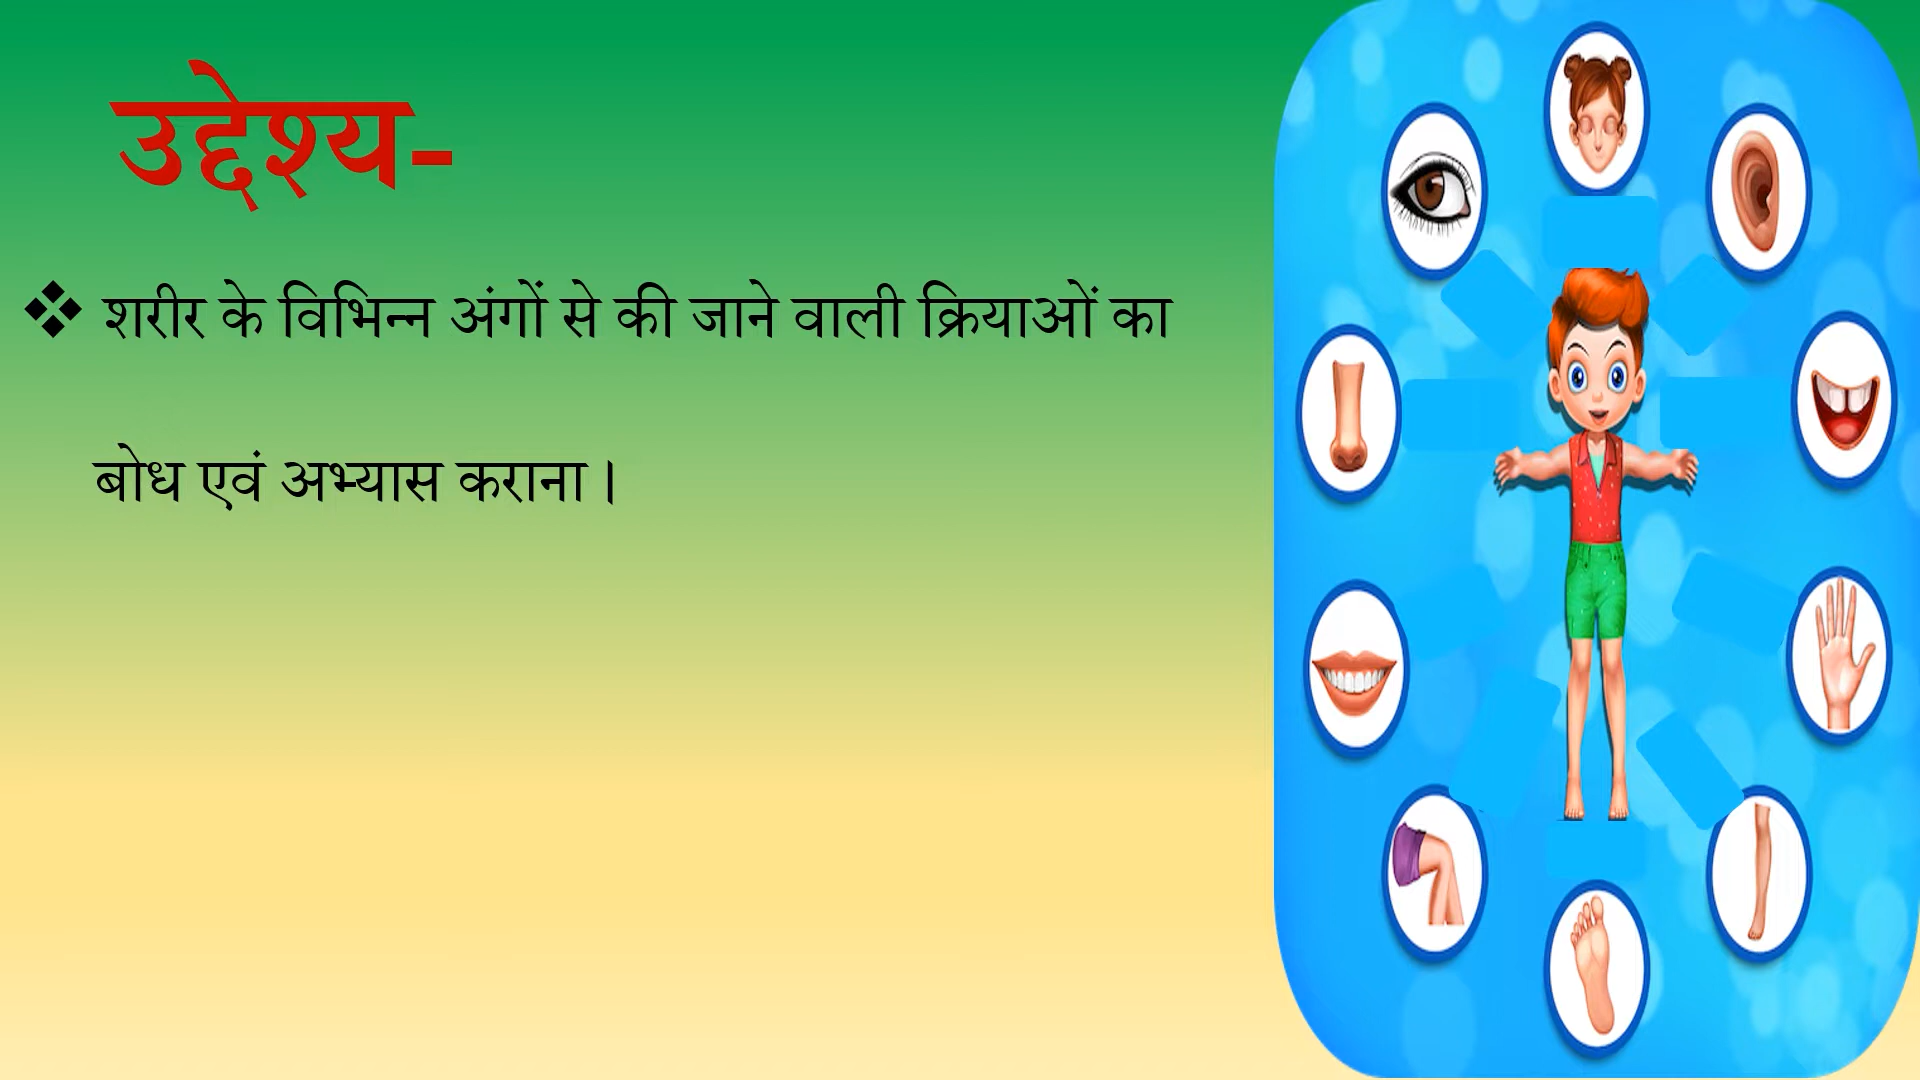 उद्देश्य-
❖ शरीर के विभिन्न अंगों से की जाने वाली क्रियाओं का
बोध एवं अभ्यास कराना।